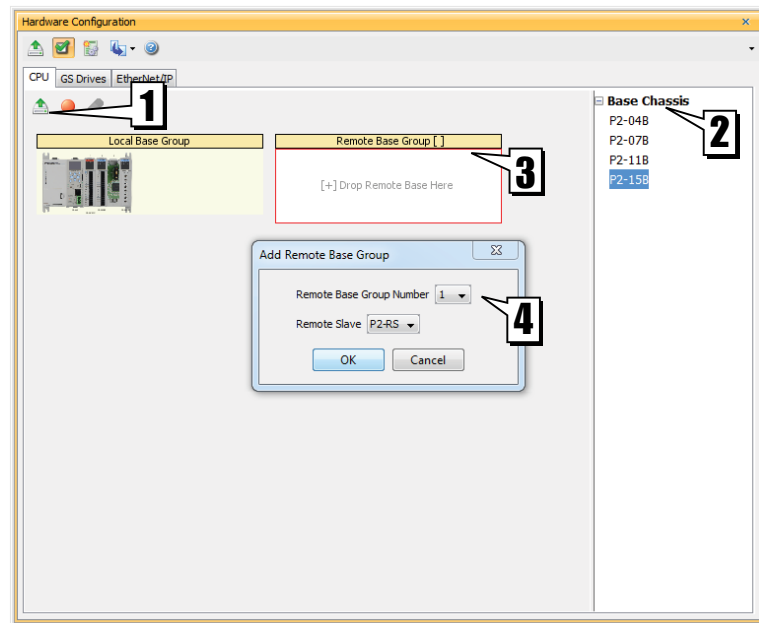 Hardware Configuration
CPU
GS Drives
EtherNet/IP
1
Base Chassis
2
P2-04B
P2-07B
P2-11B
P2-15B
Local Base Group
Remote Base Group [ ]
3
[+] Drop Remote Base Here
Add Remote Base Group
Remote Base Group Number 1
4
Remote Slave P2-RS
OK
Cancel